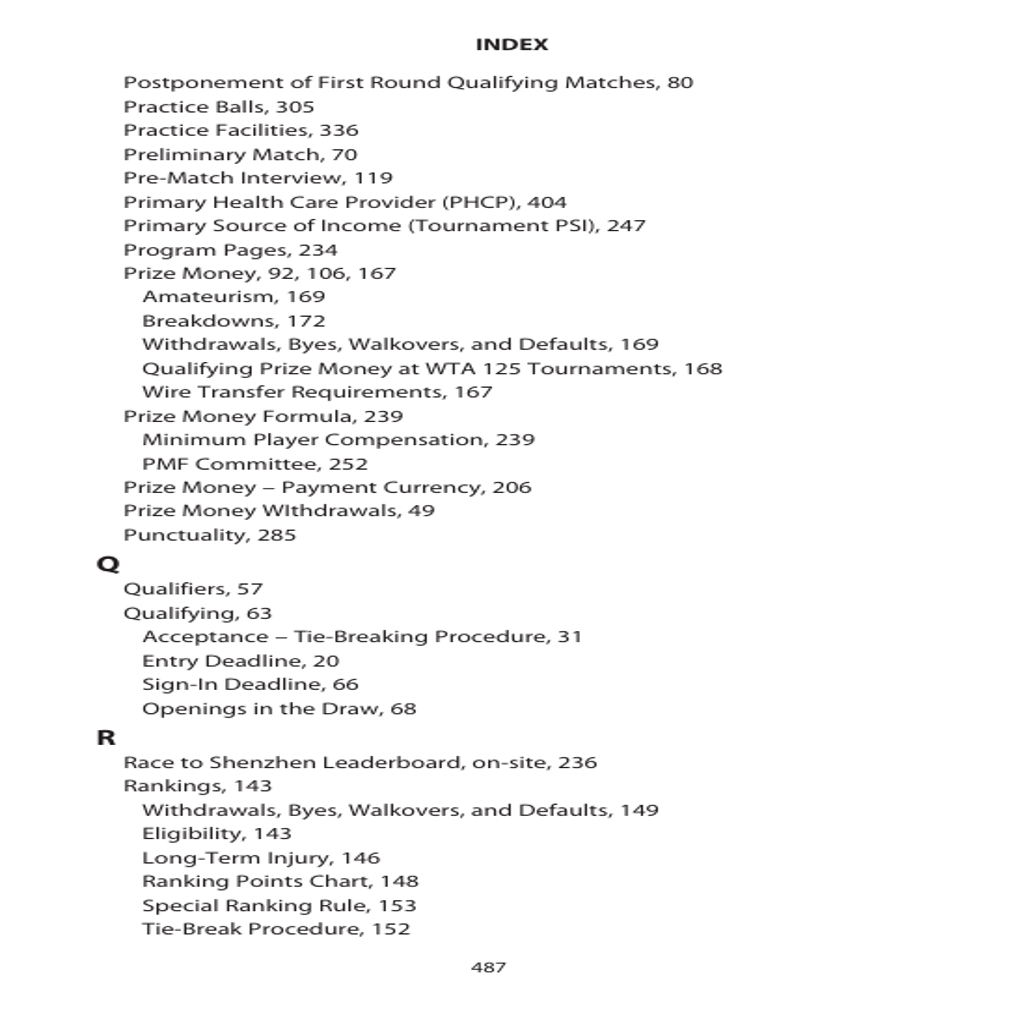 INDEX
Postponement of First Round Qualifying Matches, 80
Practice Balls, 305
Practice Facilities, 336
Preliminary Match, 70
Pre-Match Interview, 119
Primary Health Care Provider (PHCP), 404
Primary Source of Income (Tournament PSI), 247
Program Pages, 234
Prize Money, 92, 106, 167
Amateurism, 169
Breakdowns, 172
Withdrawals, Byes, Walkovers, and Defaults, 169
Qualifying Prize Money at WTA 125 Tournaments, 168
Wire Transfer Requirements, 167
Prize Money Formula, 239
Minimum Player Compensation, 239
PMF Committee, 252
Prize Money – Payment Currency, 206
Prize Money WIthdrawals, 49
Punctuality, 285
Q
Qualifiers, 57
Qualifying, 63
Acceptance – Tie-Breaking Procedure, 31
Entry Deadline, 20
Sign-In Deadline, 66
Openings in the Draw, 68
R
Race to Shenzhen Leaderboard, on-site, 236
Rankings, 143
Withdrawals, Byes, Walkovers, and Defaults, 149
Eligibility, 143
Long-Term Injury, 146
Ranking Points Chart, 148
Special Ranking Rule, 153
Tie-Break Procedure, 152
487